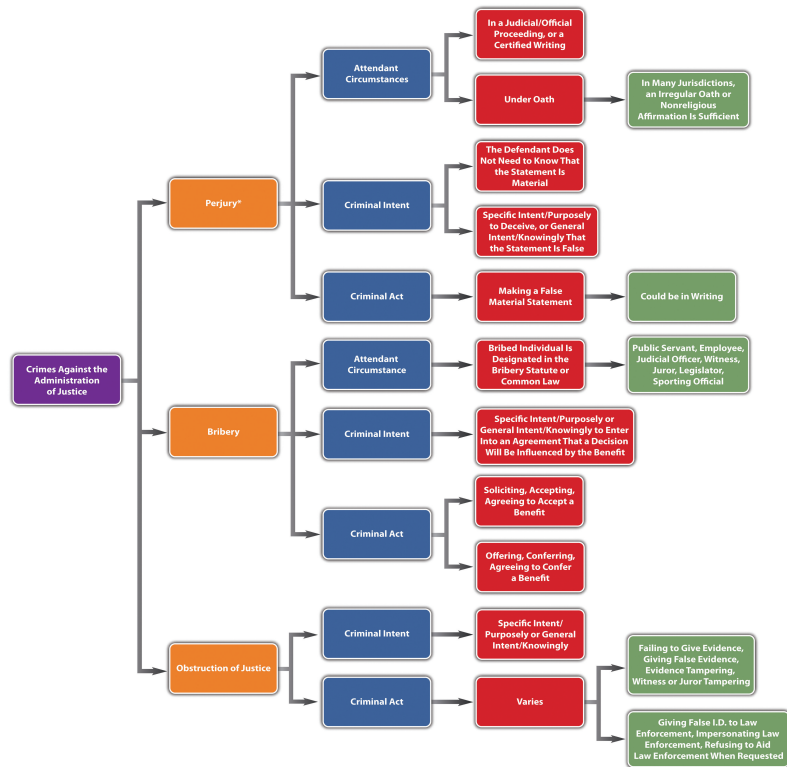 In a Judicial/Official
Proceeding, or a
Certified Writing
Attendant
Circumstances
Under Oath
In Many Jurisdictions,
an Irregular Oath or
Nonreligious
Affirmation Is Sufficient
The Defendant Does
Not Need to Know That
the Statement Is
Material
Perjury*
Criminal Intent
Specific Intent/Purposely
to Deceive, or General
Intent/Knowingly That
the Statement Is False
Criminal Act
Making a False
Material Statement
Could be in Writing
Crimes Against the
Administration
of Justice
Attendant
Circumstance
Bribed Individual Is
Designated in the
Bribery Statute or
Common Law
Public Servant, Employee,
Judicial Officer, Witness,
Juror, Legislator,
Sporting Official
Bribery
Criminal Intent
Specific Intent/Purposely or
General Intent/Knowingly to Enter
Into an Agreement That a Decision
Will Be Influenced by the Benefit
Criminal Act
Soliciting, Accepting,
Agreeing to Accept a
Benefit
Offering, Conferring,
Agreeing to Confer
a Benefit
Obstruction of Justice
Criminal Intent
Specific Intent/
Purposely or General
Intent/Knowingly
Criminal Act
Varies
Failing to Give Evidence,
Giving False Evidence,
Evidence Tampering,
Witness or Juror Tampering
Giving False I.D. to Law
Enforcement, Impersonating Law
Enforcement, Refusing to Aid
Law Enforcement When Requested